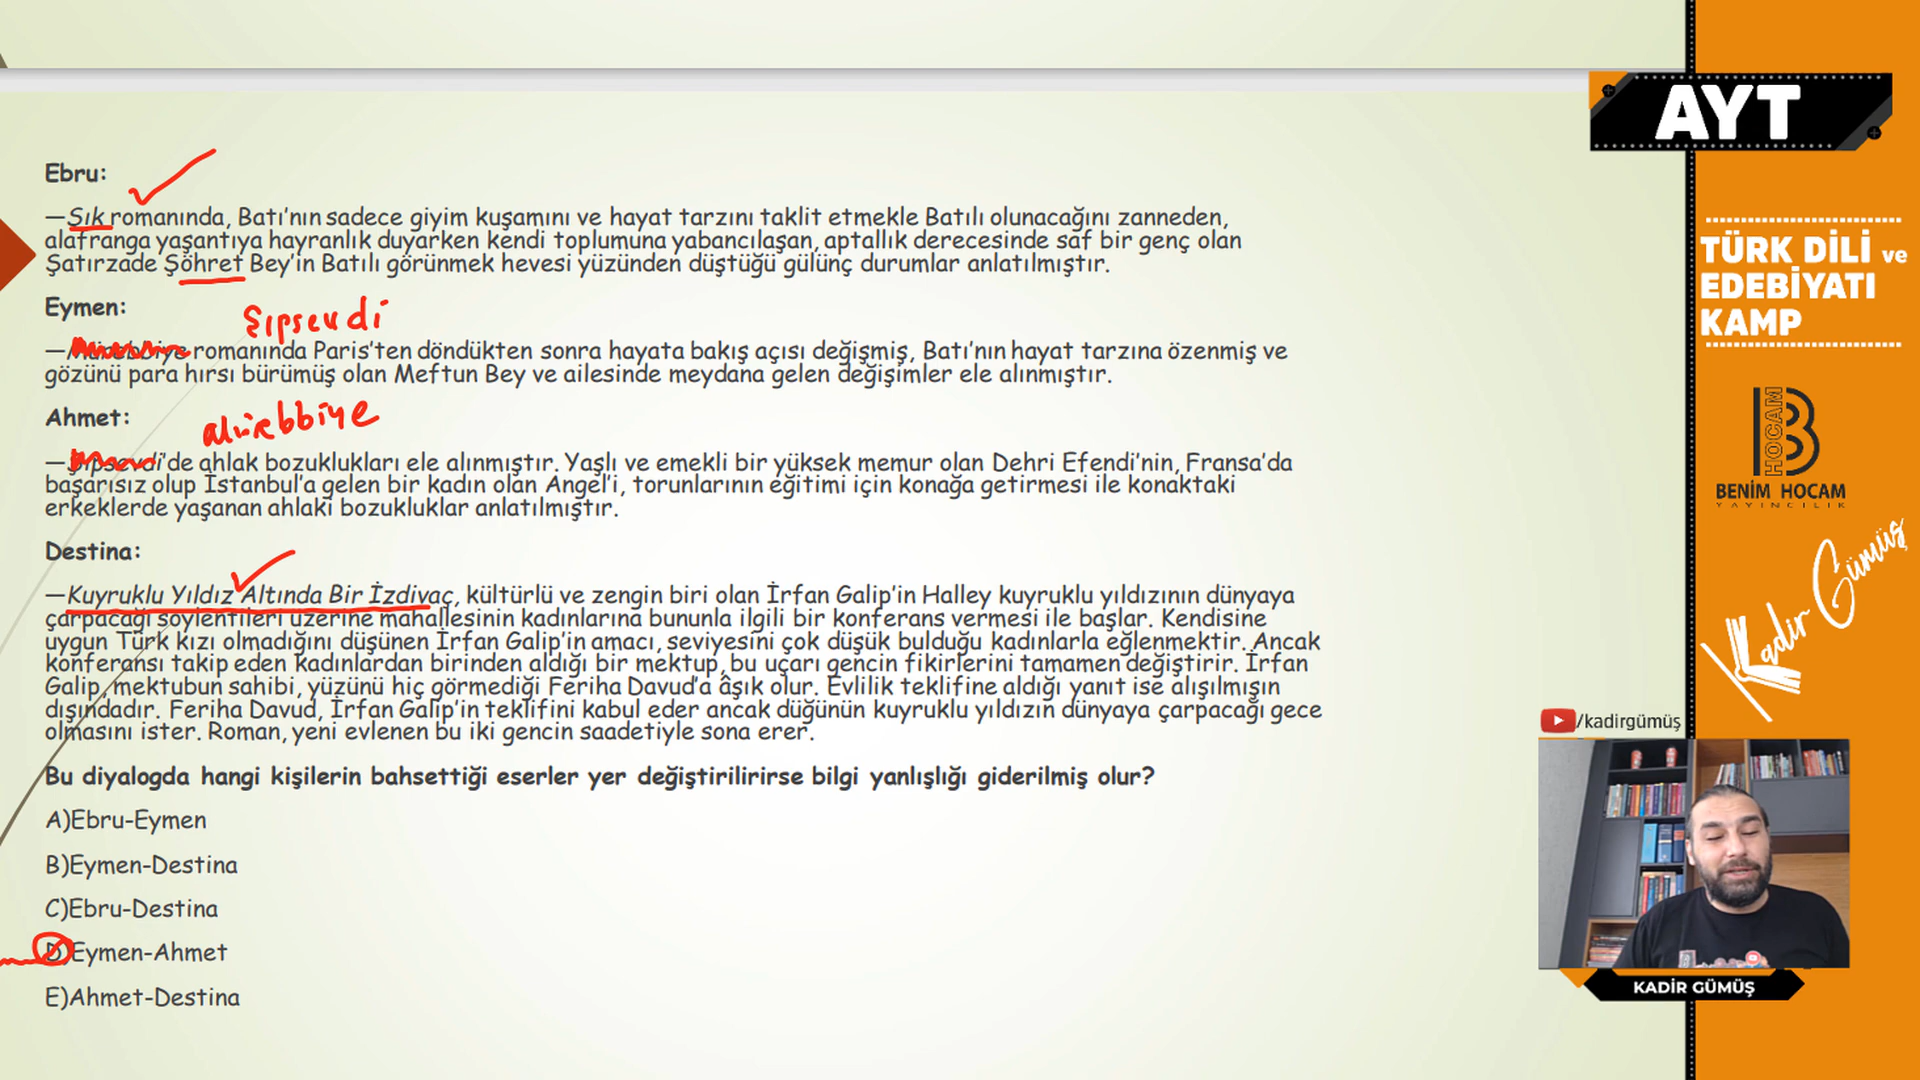 AYT
TÜRK DİLİ ve
EDEBİYATI
KAMP
HOCAM
BENİM HOCAM
YAYINCILIK
Kadir Gümüş
Ebru:
—Şık romanında, Batı’nın sadece giyim kuşamını ve hayat tarzını taklit etmekle Batılı olunacağını zanneden,
alafranga yaşantıya hayranlık duyarken kendi toplumuna yabancılaşan, aptallık derecesinde saf bir genç olan
Şatırzade Şöhret Bey’in Batılı görünmek hevesi yüzünden düştüğü gülünç durumlar anlatılmıştır.
Eymen:
Şıpsevdi
—Mürebbiye romanında Paris’ten döndükten sonra hayata bakış açısı değişmiş, Batı’nın hayat tarzına özenmiş ve
gözünü para hırsı bürümüş olan Meftun Bey ve ailesinde meydana gelen değişimler ele alınmıştır.
Ahmet:
Mürebbiye
—Şıpsevdi’de ahlak bozuklukları ele alınmıştır. Yaşlı ve emekli bir yüksek memur olan Dehri Efendi’nin, Fransa’da
başarısız olup İstanbul’a gelen bir kadın olan Angel’i, torunlarının eğitimi için konağa getirmesi ile konaktaki
erkeklerde yaşanan ahlaki bozukluklar anlatılmıştır.
Destina:
—Kuyruklu Yıldız Altında Bir İzdivaç, kültürlü ve zengin biri olan İrfan Galip’in Halley kuyruklu yıldızının dünyaya
çarpacağı söylentileri üzerine mahallesinin kadınlarına bununla ilgili bir konferans vermesi ile başlar. Kendisine
uygun Türk kızı olmadığını düşünen İrfan Galip’in amacı, seviyesini çok düşük bulduğu kadınlarla eğlenmektir. Ancak
konferansı takip eden kadınlardan birinden aldığı bir mektup, bu uçarı gencin fikirlerini tamamen değiştirir. İrfan
Galip, mektubun sahibi, yüzünü hiç görmediği Feriha Davud’a âşık olur. Evlilik teklifine aldığı yanıt ise alışılmışın
dışındadır. Feriha Davud, İrfan Galip’in teklifini kabul eder ancak düğünün kuyruklu yıldızın dünyaya çarpacağı gece
olmasını ister. Roman, yeni evlenen bu iki gencin saadetiyle sona erer.
Bu diyalogda hangi kişilerin bahsettiği eserler yer değiştirilirirse bilgi yanlışlığı giderilmiş olur?
A)Ebru-Eymen
B)Eymen-Destina
C)Ebru-Destina
D)Eymen-Ahmet
E)Ahmet-Destina
/kadirgümüş
KADİR GÜMÜŞ